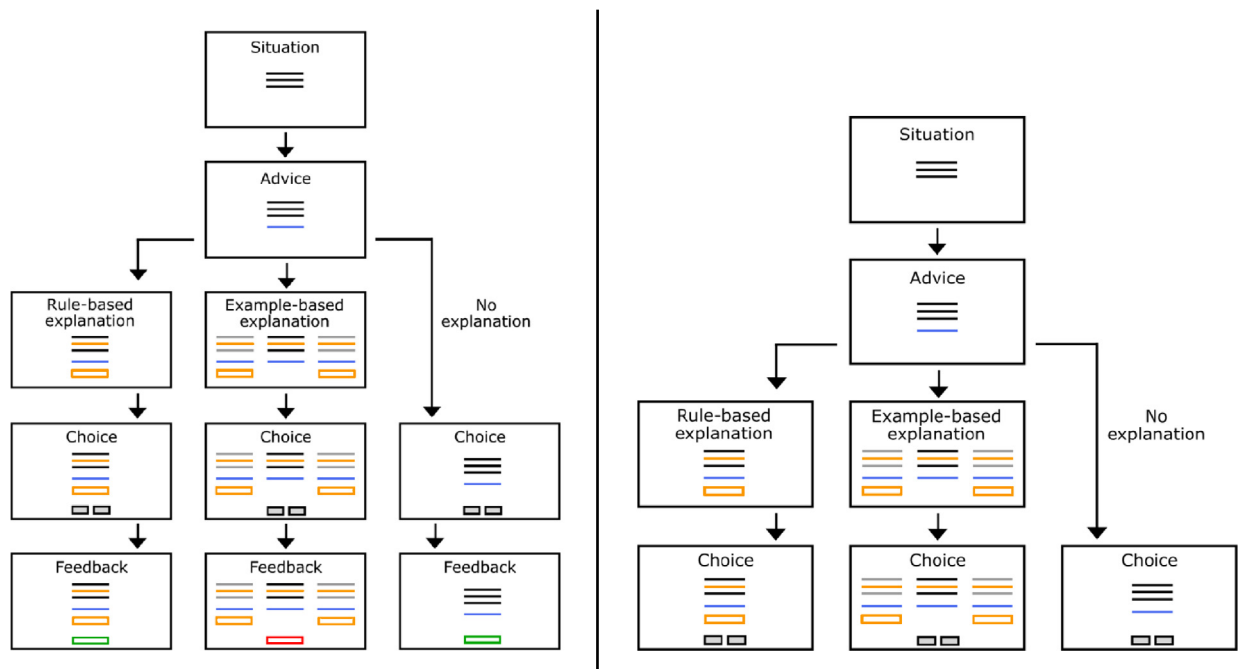 Situation
Advice
Rule-based
explanation
Example-based
explanation
No
explanation
Choice
Choice
Choice
Feedback
Feedback
Feedback
Situation
Advice
Rule-based
explanation
Example-based
explanation
No
explanation
Choice
Choice
Choice